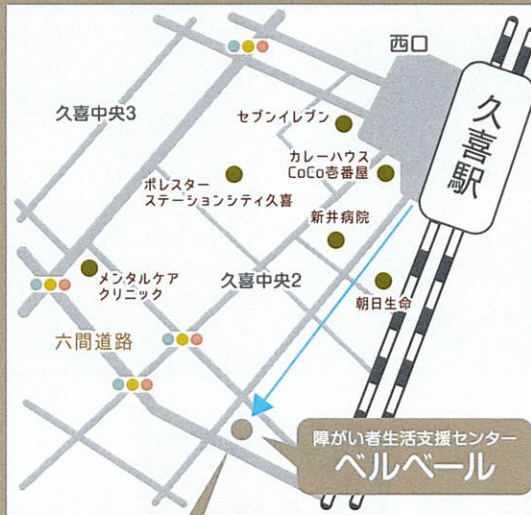 西口
久喜駅
久喜中央3
セブンイレブン
カレーハウス
CoCo壱番屋
ポレスター
ステーションシティ久喜
新井病院
メンタルケア
クリニック
久喜中央2
朝日生命
六間道路
障がい者生活支援センター
ベルベール